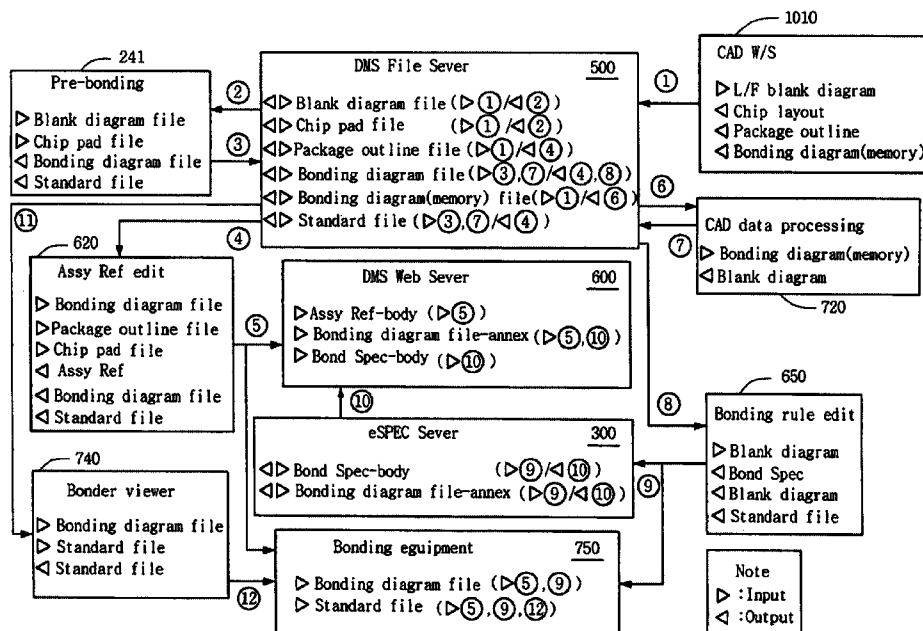 241
Pre-bonding
▷ Blank diagram file
▷ Chip pad file
◁ Bonding diagram file
◁ Standard file
②
③
DMS File Sever 500
◁▷ Blank diagram file (▷①/◁②)
◁▷ Chip pad file (▷①/◁②)
◁▷ Package outline file (▷①/◁④)
◁▷ Bonding diagram file (▷③,⑦/◁④,⑧)
◁▷ Bonding diagram(memory) file(▷①/◁⑥)
◁▷ Standard file (▷③,⑦/◁④)
①
1010
CAD W/S
▷ L/F blank diagram
◁ Chip layout
◁ Package outline
◁ Bonding diagram(memory)
⑥
⑦
CAD data processing
▷ Bonding diagram(memory)
◁ Blank diagram
720
⑪
④
620
Assy Ref edit
▷ Bonding diagram file
▷ Package outline file
▷ Chip pad file
◁ Assy Ref
◁ Bonding diagram file
◁ Standard file
⑤
DMS Web Sever 600
▷ Assy Ref-body (▷⑤)
▷ Bonding diagram file-annex (▷⑤,⑩)
▷ Bond Spec-body (▷⑩)
⑩
⑧
eSPEC Sever 300
◁▷ Bond Spec-body (▷⑨/◁⑩)
◁▷ Bonding diagram file-annex (▷⑨/◁⑩)
⑨
650
Bonding rule edit
▷ Blank diagram
◁ Bond Spec
◁ Blank diagram
◁ Standard file
740
Bonder viewer
▷ Bonding diagram file
▷ Standard file
◁ Standard file
⑫
Bonding eguipment 750
▷ Bonding diagram file (▷⑤,⑨)
▷ Standard file (▷⑤,⑨,⑫)
Note
▷ :Input
◁ :Output